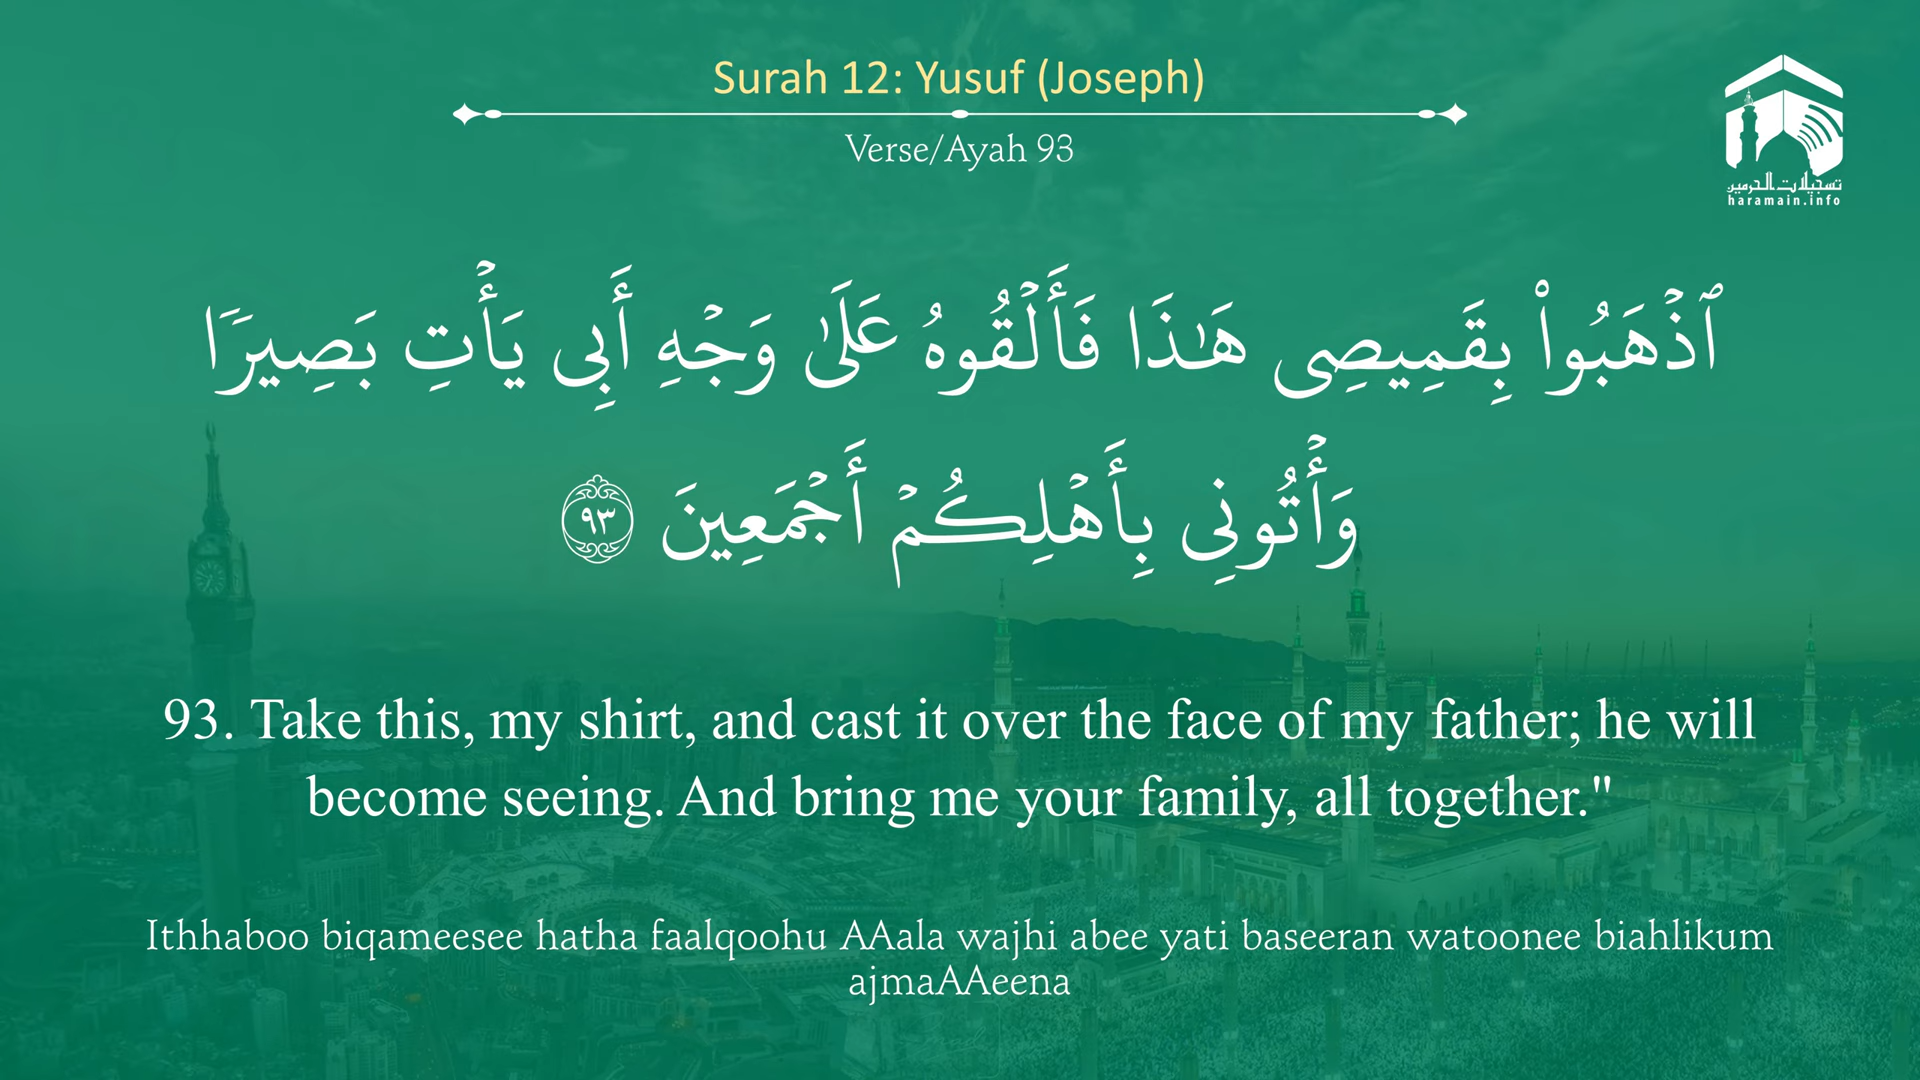 Surah 12: Yusuf (Joseph)
Verse/Ayah 93
تسجيلات الحرمين
haramain.info
ٱذْهَبُوا۟ بِقَمِيصِى هَـٰذَا فَأَلْقُوهُ عَلَىٰ وَجْهِ أَبِى يَأْتِ بَصِيرًا
وَأْتُونِى بِأَهْلِكُمْ أَجْمَعِينَ ٩٣
93. Take this, my shirt, and cast it over the face of my father; he will
become seeing. And bring me your family, all together."
Ithhaboo biqameesee hatha faalqoohu AAala wajhi abee yati baseeran watoonee biahlikum
ajmaAAeena